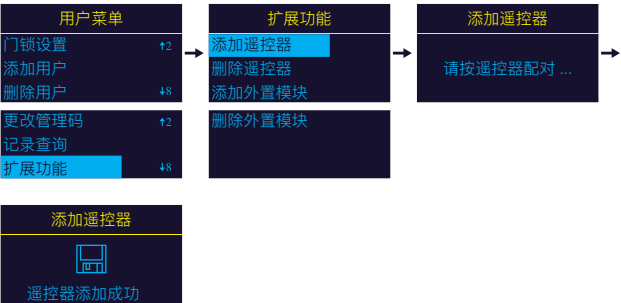 用户菜单
门锁设置 ↑2
添加用户
删除用户 ↓8
更改管理码 ↑2
记录查询
扩展功能 ↓8
扩展功能
添加遥控器
删除遥控器
添加外置模块
删除外置模块
添加遥控器
请按遥控器配对 ...
添加遥控器
遥控器添加成功